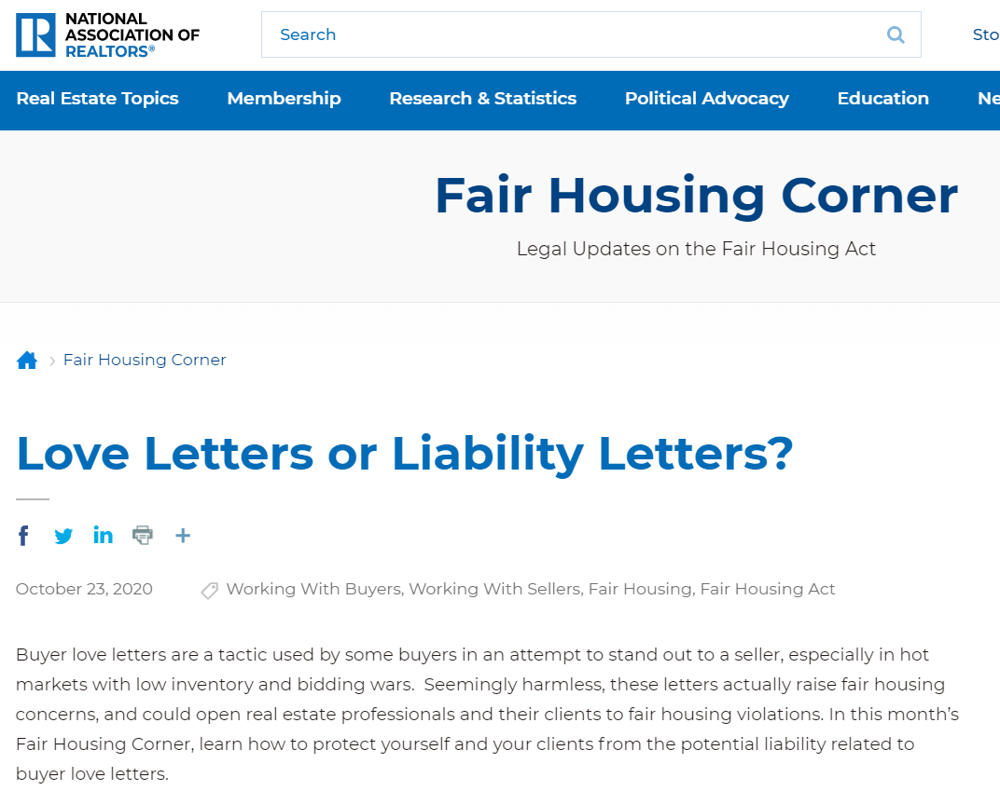 NATIONAL
ASSOCIATION OF
REALTORS®
Search
Sto
Real Estate Topics Membership Research & Statistics Political Advocacy Education Ne
Fair Housing Corner
Legal Updates on the Fair Housing Act
Fair Housing Corner
Love Letters or Liability Letters?
October 23, 2020 Working With Buyers, Working With Sellers, Fair Housing, Fair Housing Act
Buyer love letters are a tactic used by some buyers in an attempt to stand out to a seller, especially in hot
markets with low inventory and bidding wars.  Seemingly harmless, these letters actually raise fair housing
concerns, and could open real estate professionals and their clients to fair housing violations. In this month’s
Fair Housing Corner, learn how to protect yourself and your clients from the potential liability related to
buyer love letters.